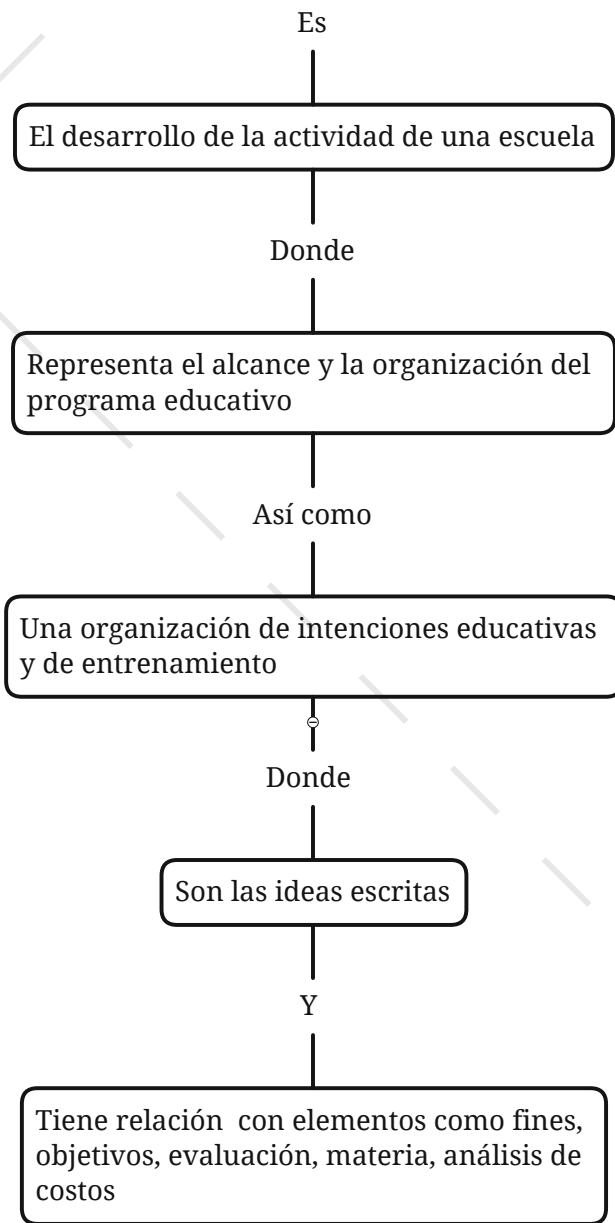 Es
El desarrollo de la actividad de una escuela
Donde
Representa el alcance y la organización del
programa educativo
Así como
Una organización de intenciones educativas
y de entrenamiento
Donde
Son las ideas escritas
Y
Tiene relación  con elementos como fines,
objetivos, evaluación, materia, análisis de
costos